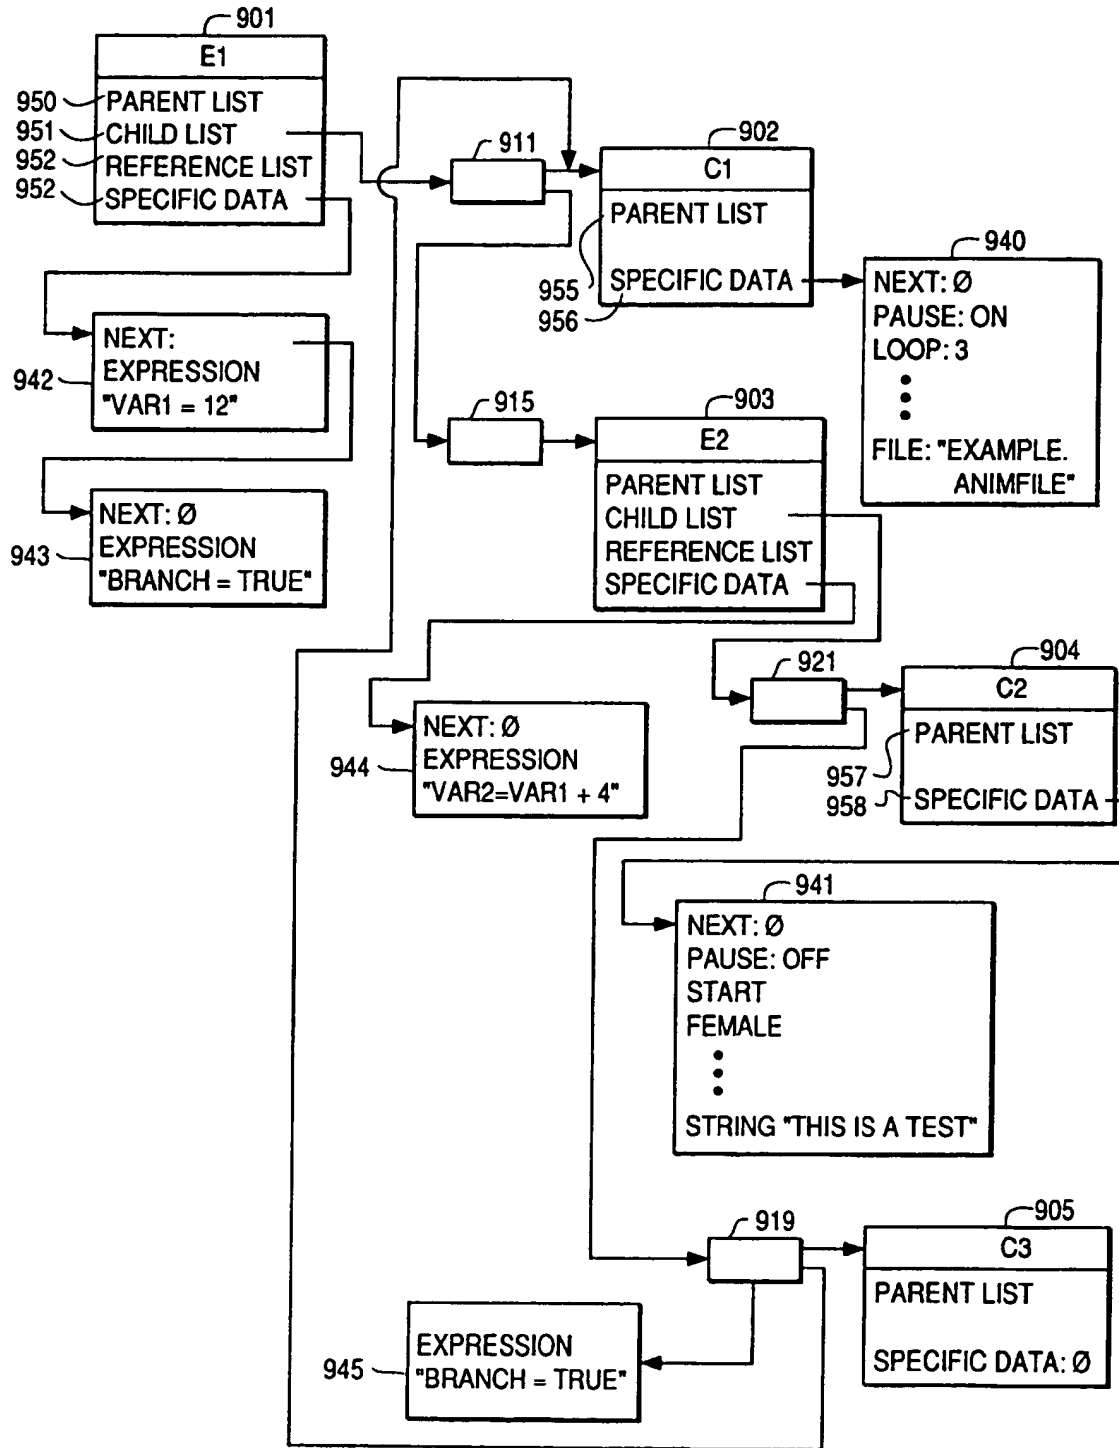 901
E1
950
PARENT LIST
951
CHILD LIST
952
REFERENCE LIST
952
SPECIFIC DATA
911
902
C1
PARENT LIST
955
SPECIFIC DATA
956
940
NEXT: Ø
PAUSE: ON
LOOP: 3
FILE: "EXAMPLE.
ANIMFILE"
942
NEXT:
EXPRESSION
"VAR1 = 12"
943
NEXT: Ø
EXPRESSION
"BRANCH = TRUE"
915
903
E2
PARENT LIST
CHILD LIST
REFERENCE LIST
SPECIFIC DATA
921
904
C2
PARENT LIST
957
958
SPECIFIC DATA
944
NEXT: Ø
EXPRESSION
"VAR2=VAR1 + 4"
941
NEXT: Ø
PAUSE: OFF
START
FEMALE
STRING "THIS IS A TEST"
919
905
C3
PARENT LIST
SPECIFIC DATA: Ø
945
EXPRESSION
"BRANCH = TRUE"